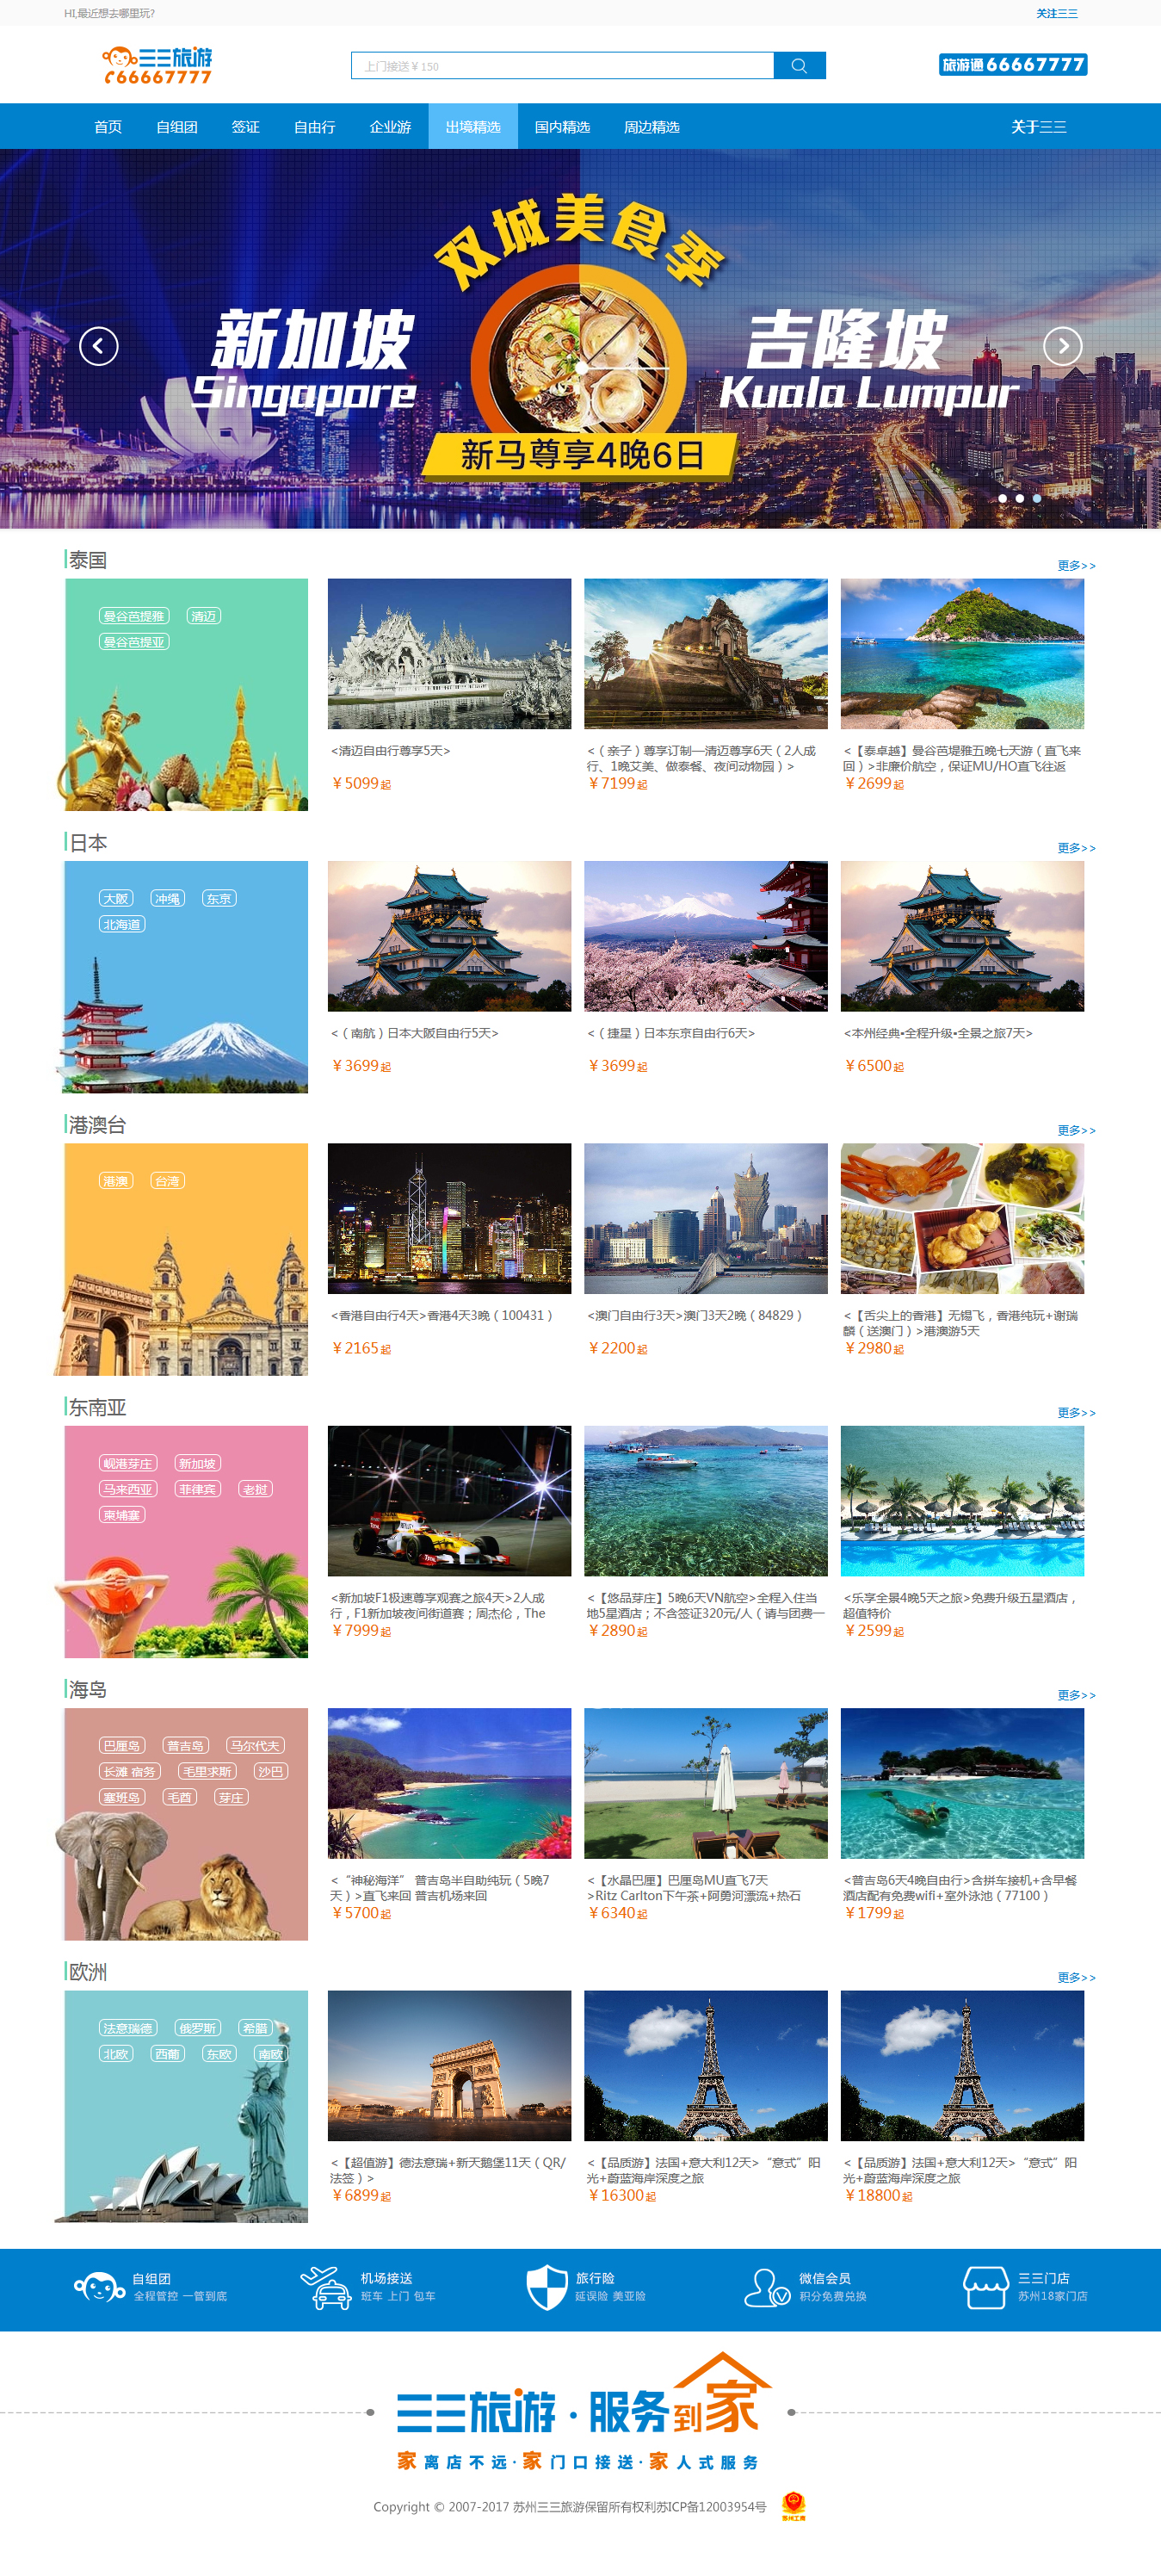 HI,最近想去哪里玩?
关注三三
三三旅游
66667777
上门接送￥150
旅游通66667777
首页 自组团 签证 自由行 企业游 出境精选 国内精选 周边精选 关于三三
双城美食季
新加坡
Singapore
吉隆坡
Kuala Lumpur
新马尊享4晚6日
泰国
更多>>
曼谷芭提雅 清迈
曼谷芭提亚
<清迈自由行尊享5天>
￥5099起
<（亲子）尊享订制—清迈尊享6天（2人成
行、1晚艾美、做泰餐、夜间动物园）>
￥7199起
<【泰卓越】曼谷芭堤雅五晚七天游（直飞来
回）>非廉价航空，保证MU/HO直飞往返
￥2699起
日本
更多>>
大阪 冲绳 东京
北海道
<（南航）日本大阪自由行5天>
￥3699起
<（捷星）日本东京自由行6天>
￥3699起
<本州经典▪全程升级▪全景之旅7天>
￥6500起
港澳台
更多>>
港澳 台湾
<香港自由行4天>香港4天3晚（100431）
￥2165起
<澳门自由行3天>澳门3天2晚（84829）
￥2200起
<【舌尖上的香港】无锡飞，香港纯玩+谢瑞
麟（送澳门）>港澳游5天
￥2980起
东南亚
更多>>
岘港芽庄 新加坡
马来西亚 菲律宾 老挝
柬埔寨
<新加坡F1极速尊享观赛之旅4天>2人成
行，F1新加坡夜间街道赛；周杰伦，The
￥7999起
<【悠品芽庄】5晚6天VN航空>全程入住当
地5星酒店；不含签证320元/人（请与团费一
￥2890起
<乐享全景4晚5天之旅>免费升级五星酒店，
超值特价
￥2599起
海岛
更多>>
巴厘岛 普吉岛 马尔代夫
长滩 宿务 毛里求斯 沙巴
塞班岛 毛酋 芽庄
<“神秘海洋” 普吉岛半自助纯玩（5晚7
天）>直飞来回 普吉机场来回
￥5700起
<【水晶巴厘】巴厘岛MU直飞7天
>Ritz Carlton下午茶+阿勇河漂流+热石
￥6340起
<普吉岛6天4晚自由行>含拼车接机+含早餐
酒店配有免费wifi+室外泳池（77100）
￥1799起
欧洲
更多>>
法意瑞德 俄罗斯 希腊
北欧 西葡 东欧 南欧
<【超值游】德法意瑞+新天鹅堡11天（QR/
法签）>
￥6899起
<【品质游】法国+意大利12天>“意式”阳
光+蔚蓝海岸深度之旅
￥16300起
<【品质游】法国+意大利12天>“意式”阳
光+蔚蓝海岸深度之旅
￥18800起
自组团
全程管控 一管到底
机场接送
班车 上门 包车
旅行险
延误险 美亚险
微信会员
积分免费兑换
三三门店
苏州18家门店
三三旅游·服务到家
家离店不远·家门口接送·家人式服务
Copyright © 2007-2017 苏州三三旅游保留所有权利苏ICP备12003954号
苏州工商